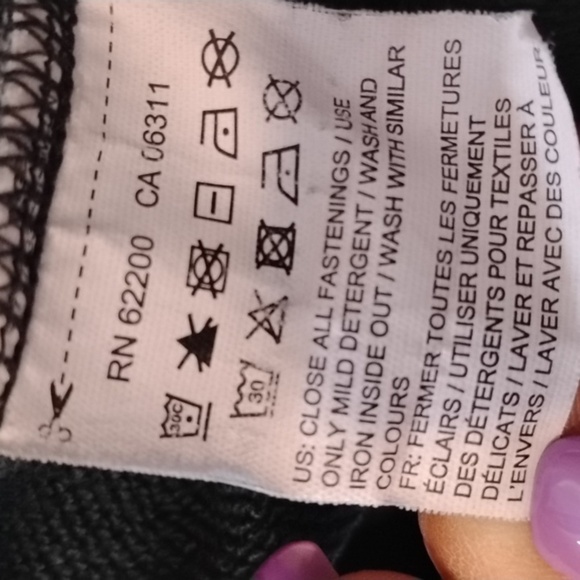 RN 62200 CA 06311
30C
30
US: CLOSE ALL FASTENINGS / USE
ONLY MILD DETERGENT / WASH AND
IRON INSIDE OUT / WASH WITH SIMILAR
COLOURS
FR: FERMER TOUTES LES FERMETURES
ÉCLAIRS / UTILISER UNIQUEMENT
DES DÉTERGENTS POUR TEXTILES
DÉLICATS / LAVER ET REPASSER À
L'ENVERS / LAVER AVEC DES COULEUR